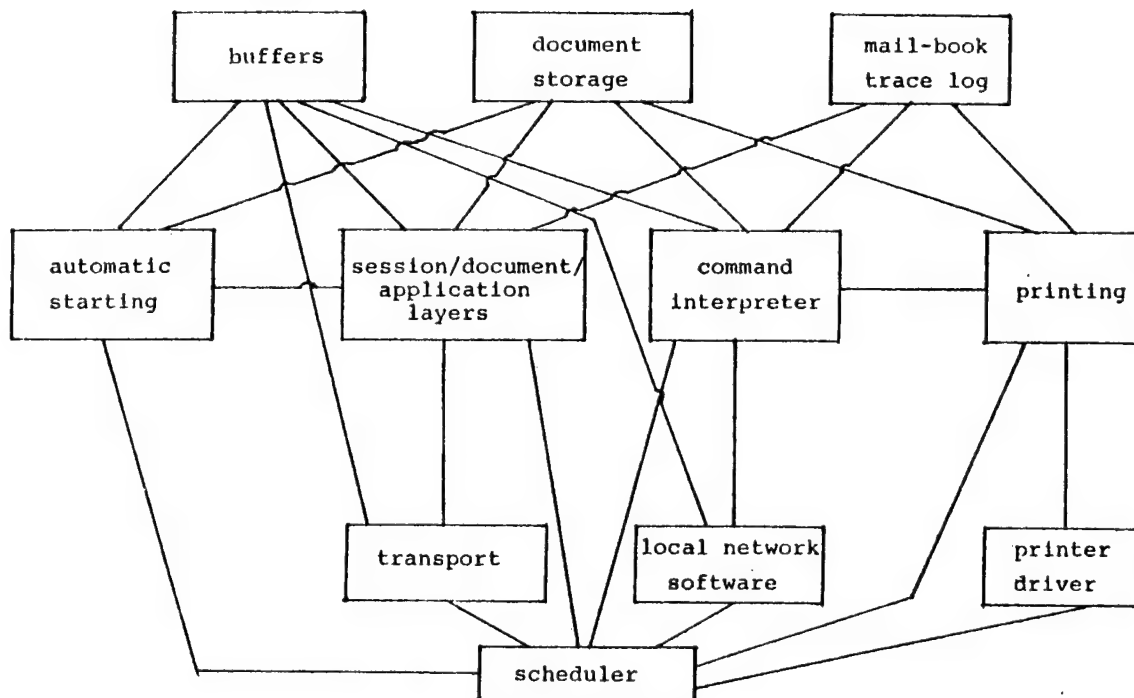 buffers
document
storage
mail-book
trace log
automatic
starting
session/document/
application
layers
command
interpreter
printing
transport
local network
software
printer
driver
scheduler